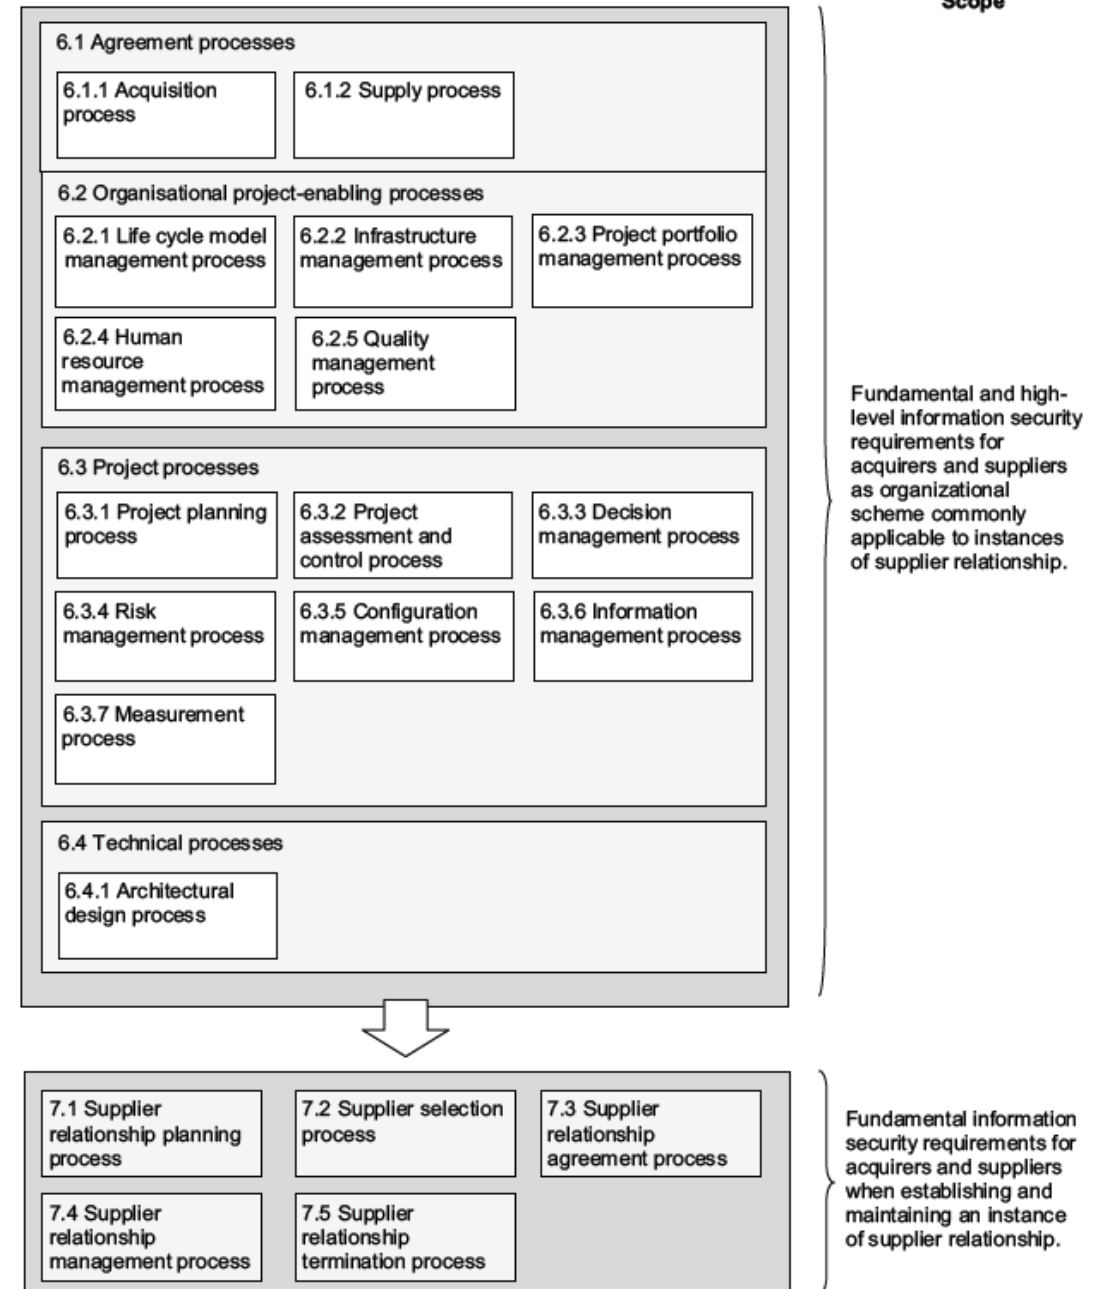 Scope
6.1 Agreement processes
6.1.1 Acquisition
process
6.1.2 Supply process
6.2 Organisational project-enabling processes
6.2.1 Life cycle model
management process
6.2.2 Infrastructure
management process
6.2.3 Project portfolio
management process
6.2.4 Human
resource
management process
6.2.5 Quality
management
process
6.3 Project processes
6.3.1 Project planning
process
6.3.2 Project
assessment and
control process
6.3.3 Decision
management process
6.3.4 Risk
management process
6.3.5 Configuration
management process
6.3.6 Information
management process
6.3.7 Measurement
process
6.4 Technical processes
6.4.1 Architectural
design process
Fundamental and high-
level information security
requirements for
acquirers and suppliers
as organizational
scheme commonly
applicable to instances
of supplier relationship.
7.1 Supplier
relationship planning
process
7.2 Supplier selection
process
7.3 Supplier
relationship
agreement process
7.4 Supplier
relationship
management process
7.5 Supplier
relationship
termination process
Fundamental information
security requirements for
acquirers and suppliers
when establishing and
maintaining an instance
of supplier relationship.